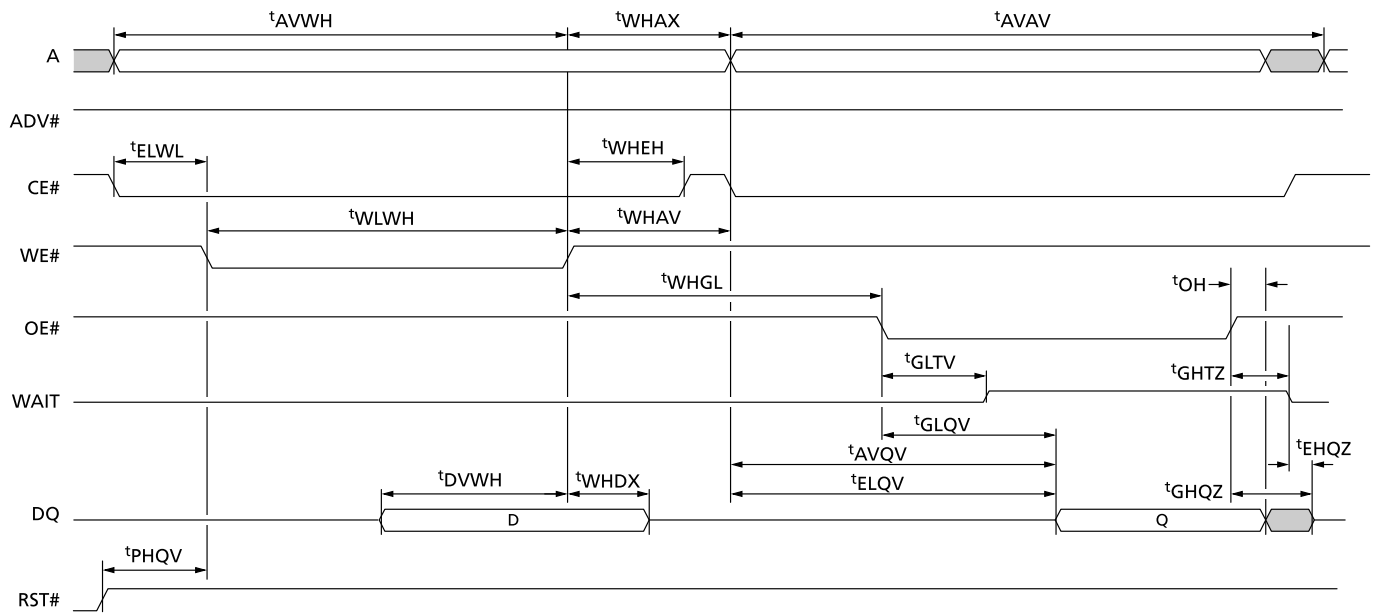 tAVWH tWHAX tAVAV
A
ADV#
tELWL tWHEH
CE#
tWLWH tWHAV
WE#
tWHGL tOH
OE#
tGLTV tGHTZ
WAIT
tGLQV
tAVQV tEHQZ
tDVWH tWHDX tELQV tGHQZ
DQ D Q
tPHQV
RST#